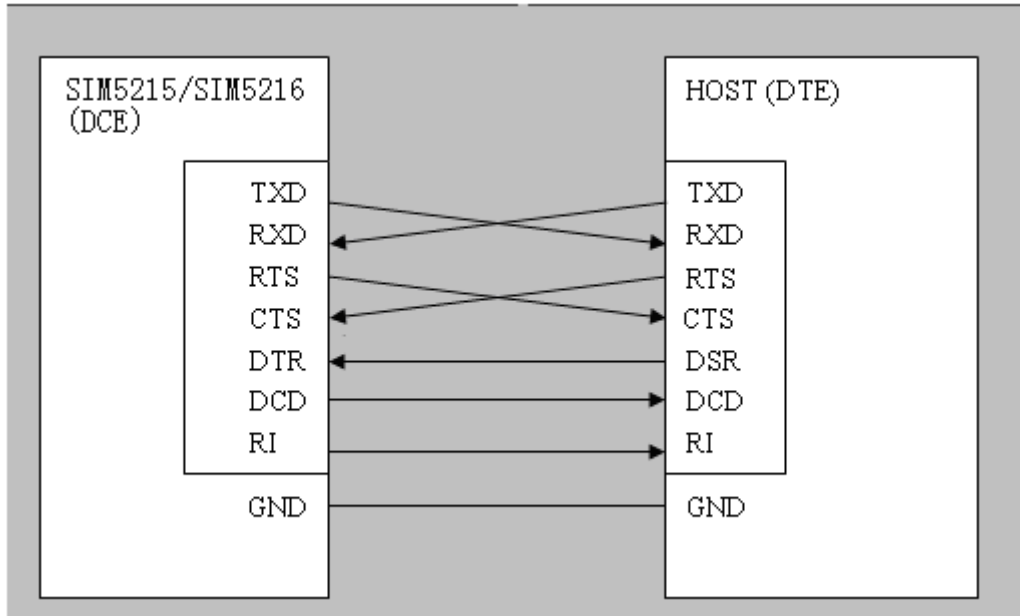 SIM5215/SIM5216
(DCE)
TXD
RXD
RTS
CTS
DTR
DCD
RI
GND
HOST (DTE)
TXD
RXD
RTS
CTS
DSR
DCD
RI
GND